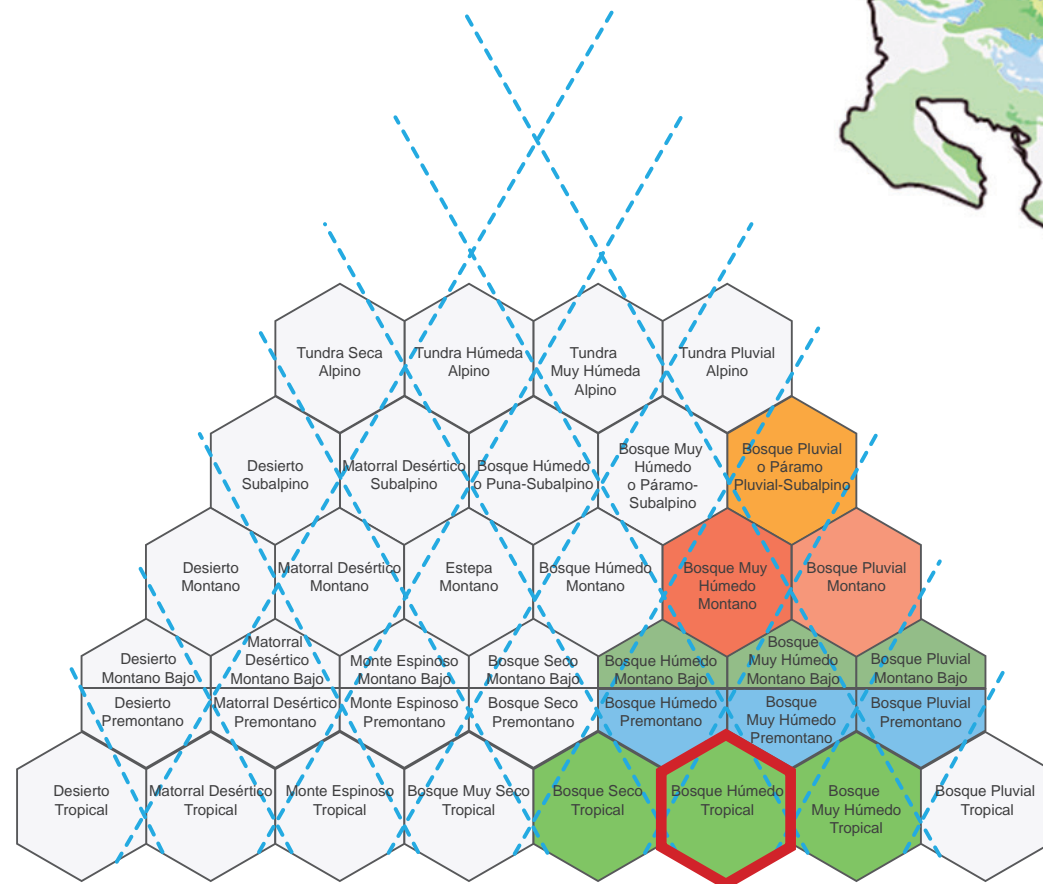 Tundra Seca
Alpino
Tundra Húmeda
Alpino
Tundra
Muy Húmeda
Alpino
Tundra Pluvial
Alpino
Desierto
Subalpino
Matorral Desértico
Subalpino
Bosque Húmedo
o Puna-Subalpino
Bosque Muy
Húmedo
o Páramo-
Subalpino
Bosque Pluvial
o Páramo
Pluvial-Subalpino
Desierto
Montano
Matorral Desértico
Montano
Estepa
Montano
Bosque Húmedo
Montano
Bosque Muy
Húmedo
Montano
Bosque Pluvial
Montano
Desierto
Montano Bajo
Matorral
Desértico
Montano Bajo
Monte Espinoso
Montano Bajo
Bosque Seco
Montano Bajo
Bosque Húmedo
Montano Bajo
Bosque
Muy Húmedo
Montano Bajo
Bosque Pluvial
Montano Bajo
Desierto
Premontano
Matorral Desértico
Premontano
Monte Espinoso
Premontano
Bosque Seco
Premontano
Bosque Húmedo
Premontano
Bosque
Muy Húmedo
Premontano
Bosque Pluvial
Premontano
Desierto
Tropical
Matorral Desértico
Tropical
Monte Espinoso
Tropical
Bosque Muy Seco
Tropical
Bosque Seco
Tropical
Bosque Húmedo
Tropical
Bosque
Muy Húmedo
Tropical
Bosque Pluvial
Tropical